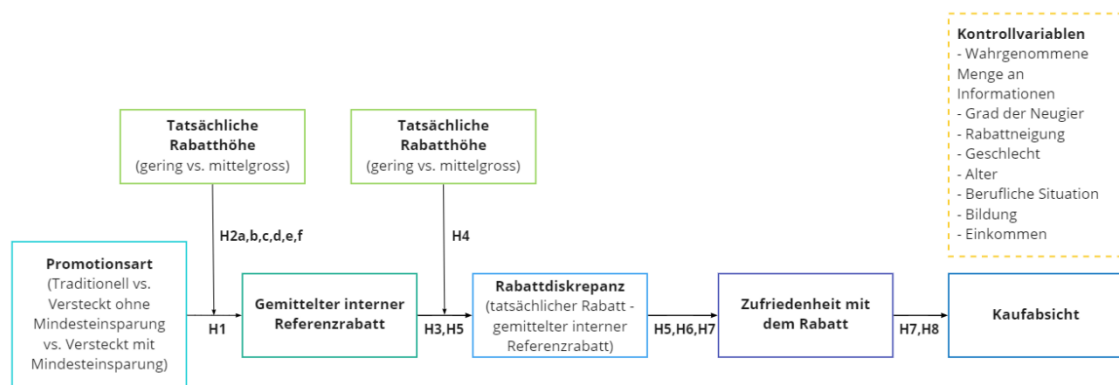 Kontrollvariablen
- Wahrgenommene
Menge an
Informationen
- Grad der Neugier
- Rabattneigung
- Geschlecht
- Alter
- Berufliche Situation
- Bildung
- Einkommen
Tatsächliche
Rabatthöhe
(gering vs. mittelgross)
Tatsächliche
Rabatthöhe
(gering vs. mittelgross)
H2a,b,c,d,e,f
H4
Promotionsart
(Traditionell vs.
Versteckt ohne
Mindesteinsparung
vs. Versteckt mit
Mindesteinsparung)
H1
Gemittelter interner
Referenzrabatt
H3,H5
Rabattdiskrepanz
(tatsächlicher Rabatt -
gemittelter interner
Referenzrabatt)
H5,H6,H7
Zufriedenheit mit
dem Rabatt
H7,H8
Kaufabsicht